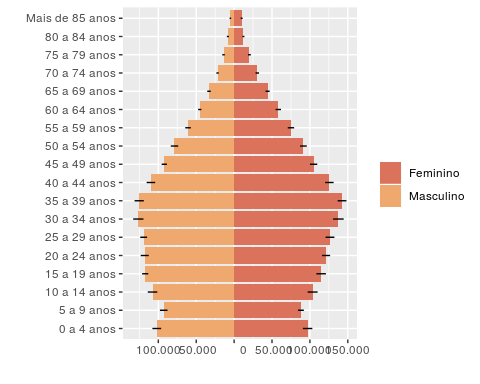 Mais de 85 anos
80 a 84 anos
75 a 79 anos
70 a 74 anos
65 a 69 anos
60 a 64 anos
55 a 59 anos
50 a 54 anos
45 a 49 anos
40 a 44 anos
35 a 39 anos
30 a 34 anos
25 a 29 anos
20 a 24 anos
15 a 19 anos
10 a 14 anos
5 a 9 anos
0 a 4 anos
100.000 50.000 0 50.000 100.000 150.000
Feminino
Masculino